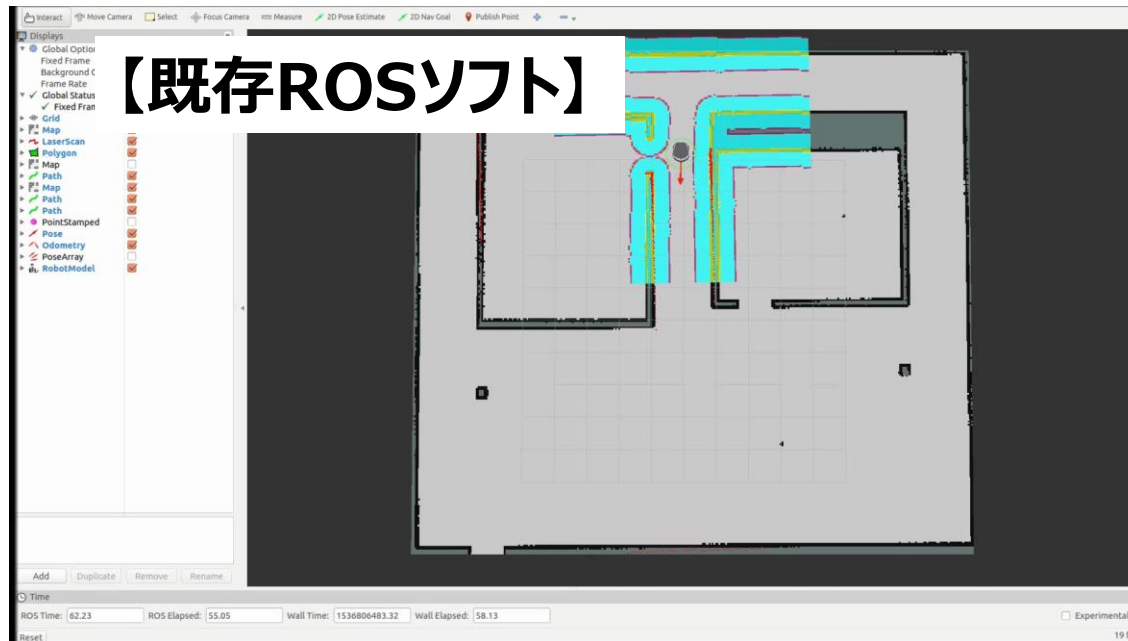 Interact Move Camera Select Focus Camera Measure 2D Pose Estimate 2D Nav Goal Publish Point
Displays
Global Option
Fixed Frame
Background C
Frame Rate
Global Status
Fixed Fran
【既存ROSソフト】
Grid
Map
LaserScan
Polygon
Map
Path
Map
Path
Path
PointStamped
Pose
Odometry
PoseArray
RobotModel
Add Duplicate Remove Rename
Time
ROS Time: 62.23 ROS Elapsed: 55.05 Wall Time: 1536806483.32 Wall Elapsed: 58.13 Experimental
Reset